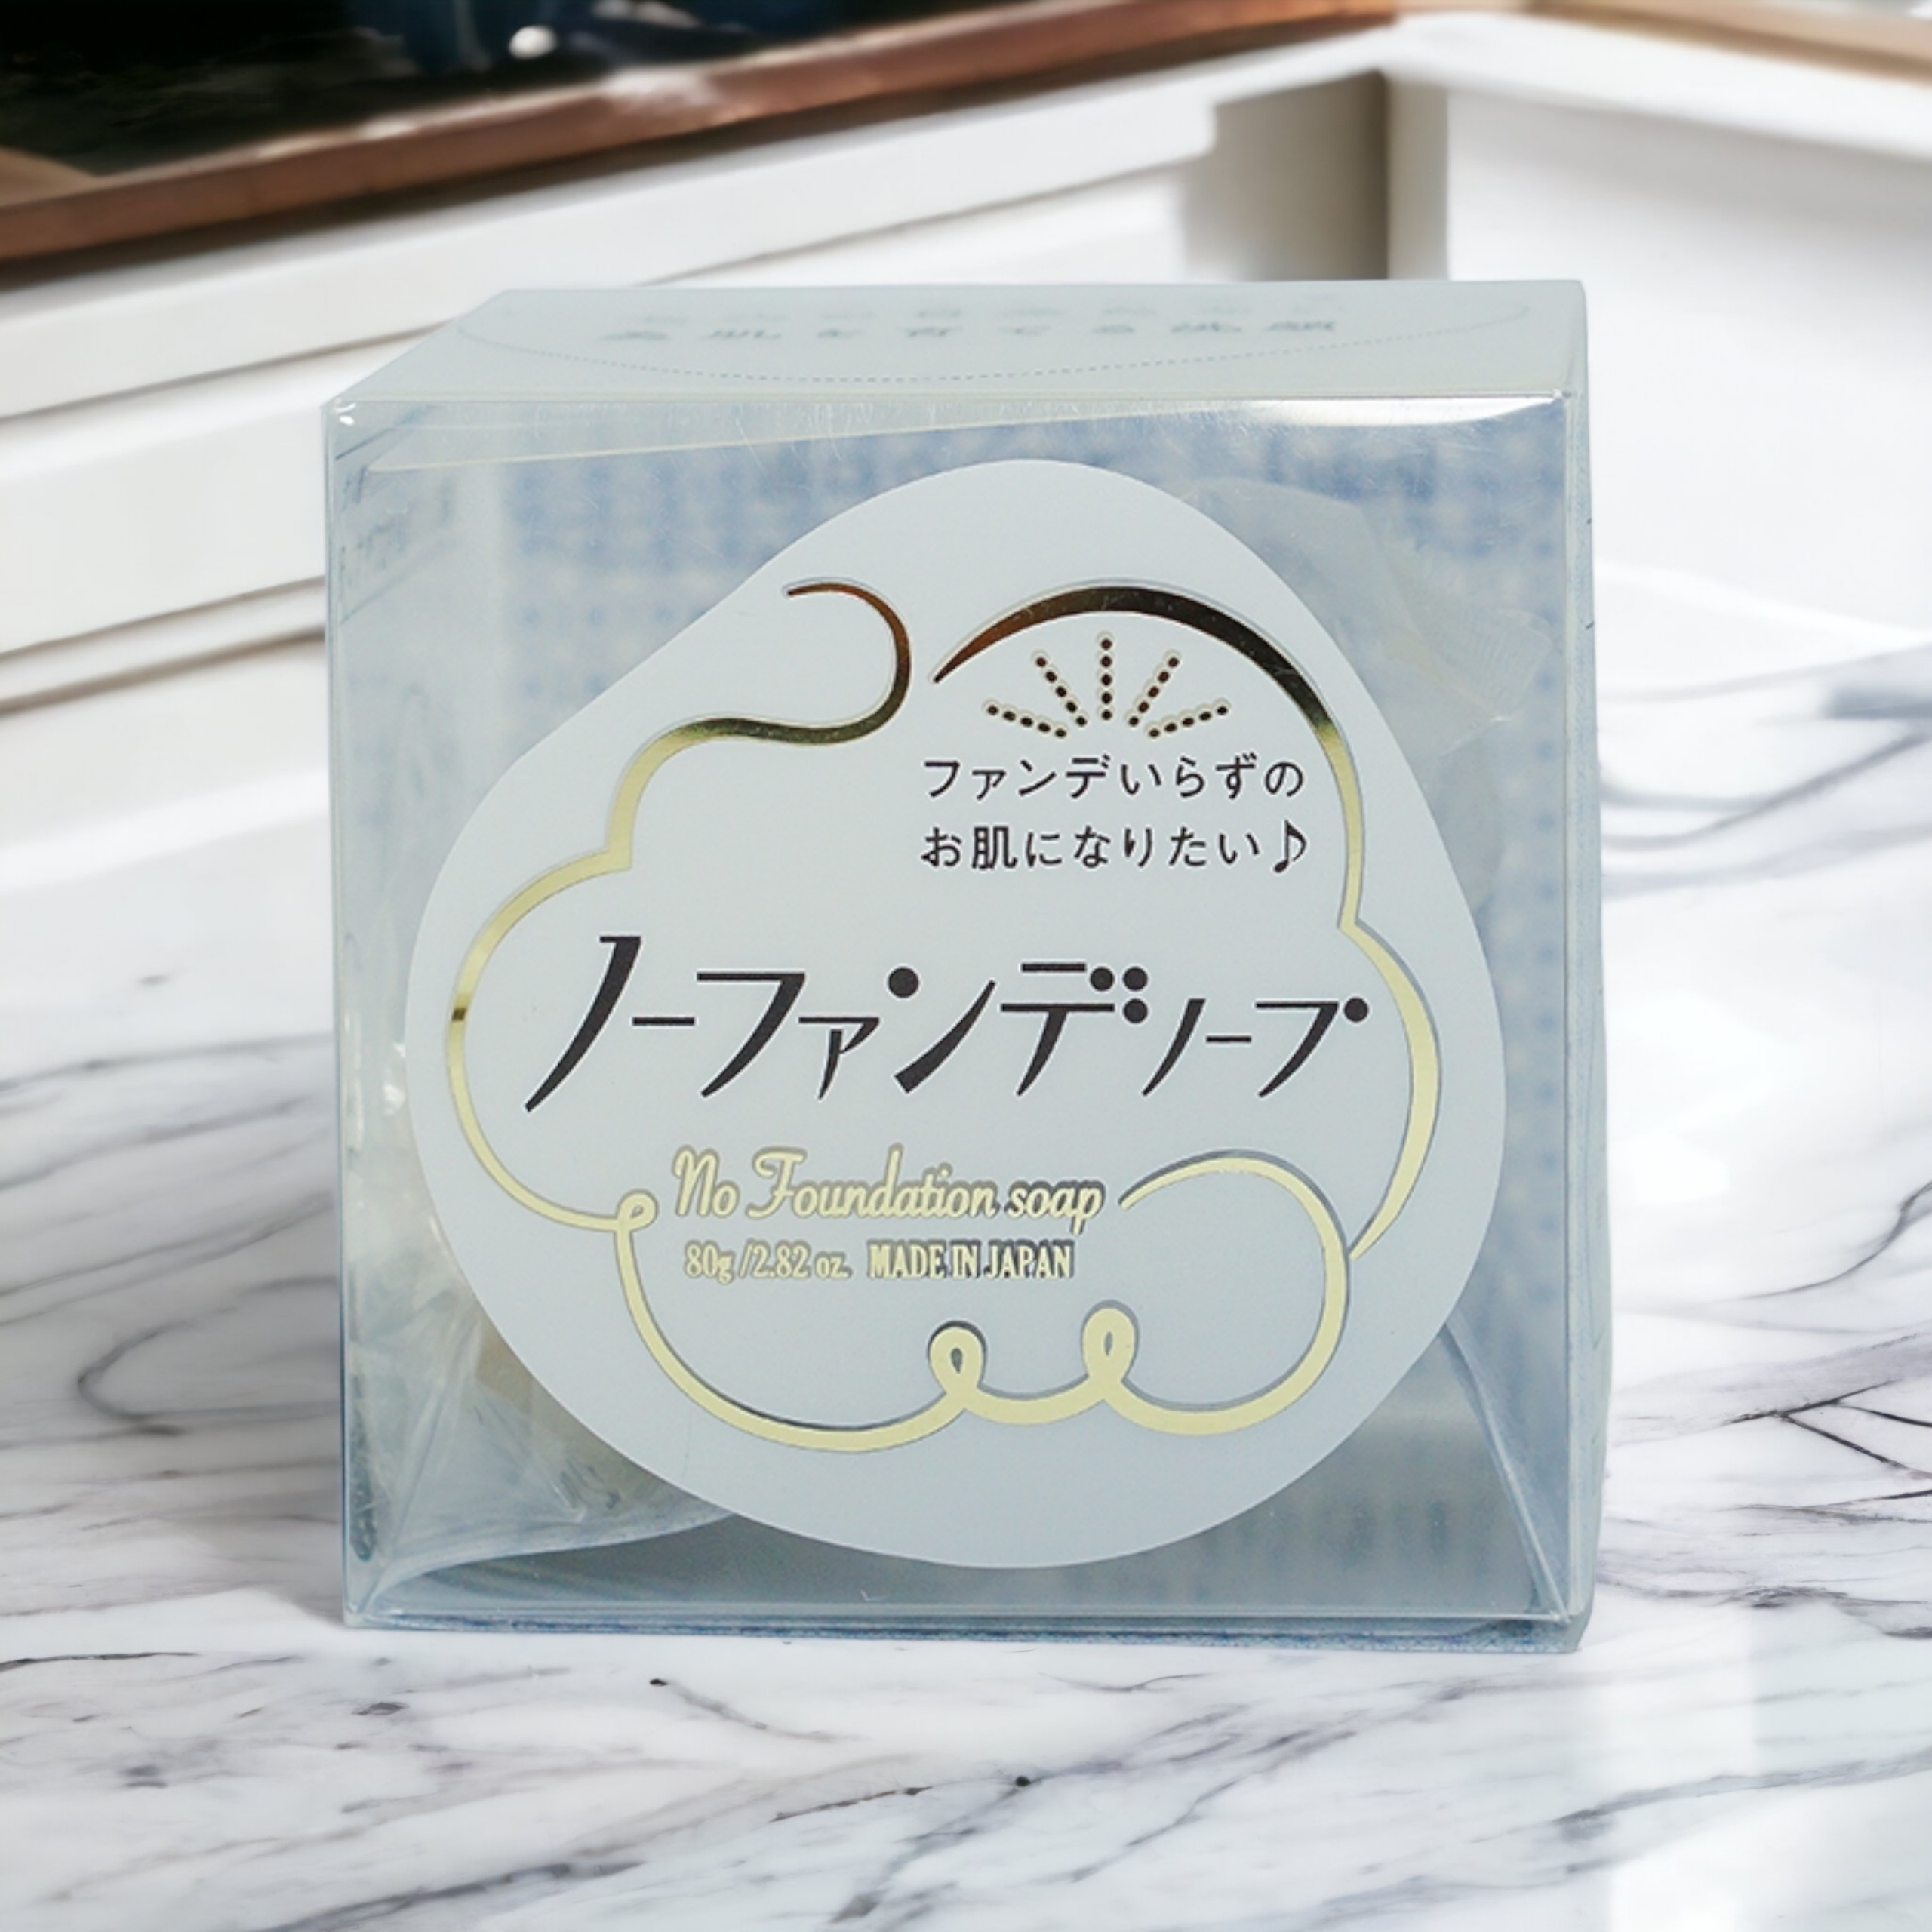 ファンデいらずの
お肌になりたい♪
ノーファンデソープ
No Foundation soap
80g/2.82 oz. MADE IN JAPAN